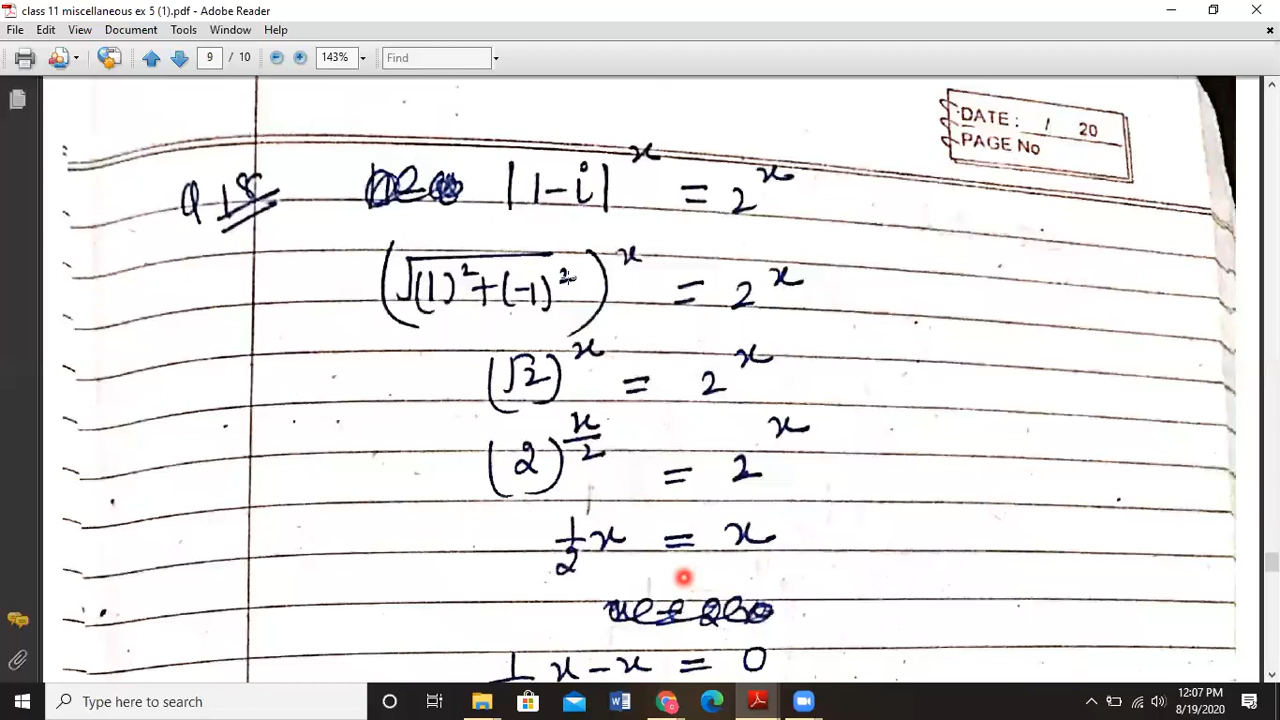 class 11 miscellaneous ex 5 (1).pdf - Adobe Reader
File Edit View Document Tools Window Help
9 / 10 143% Find
DATE : / 20
PAGE No
Q 18 |1-i|^x = 2^x
(√(1)^2+(-1)^2)^x = 2^x
(√2)^x = 2^x
(2)^x/2 = 2^x
1/2 x = x
1 x - x = 0
Type here to search
12:07 PM
8/19/2020